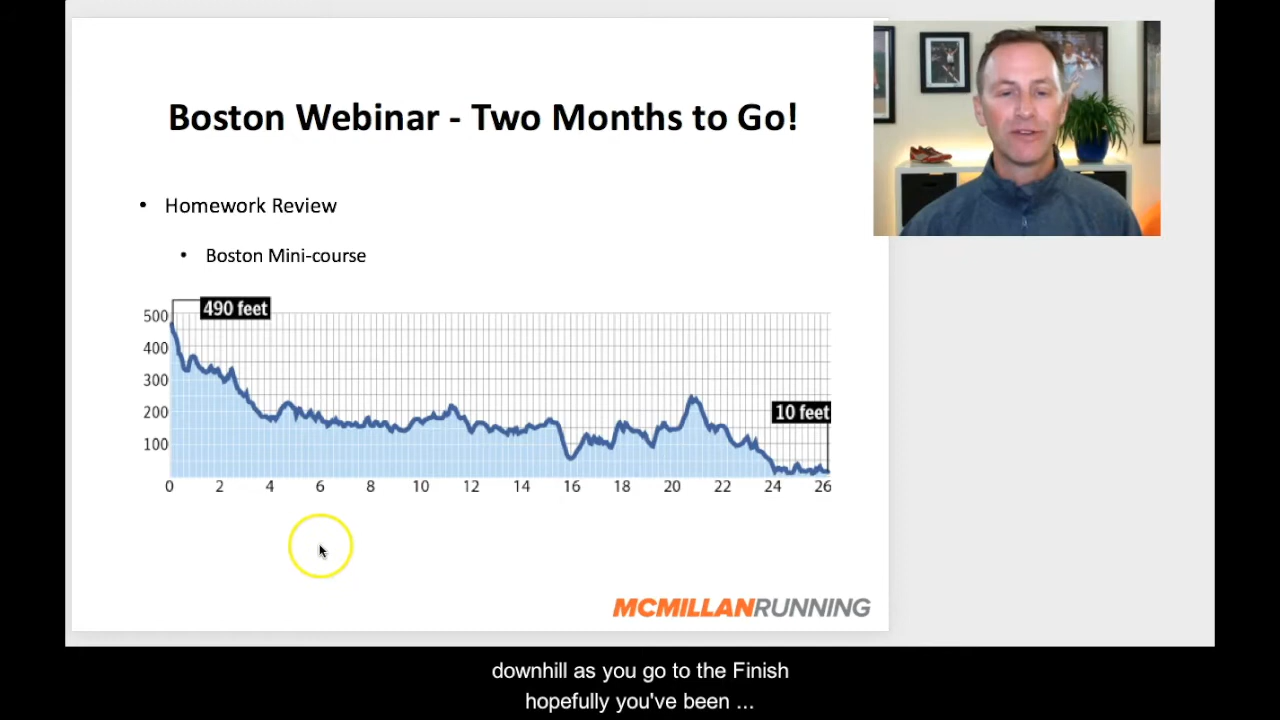 Boston Webinar - Two Months to Go!
• Homework Review
• Boston Mini-course
490 feet
500
400
300
200
100
10 feet
0 2 4 6 8 10 12 14 16 18 20 22 24 26
MCMILLANRUNNING
downhill as you go to the Finish
hopefully you've been ...